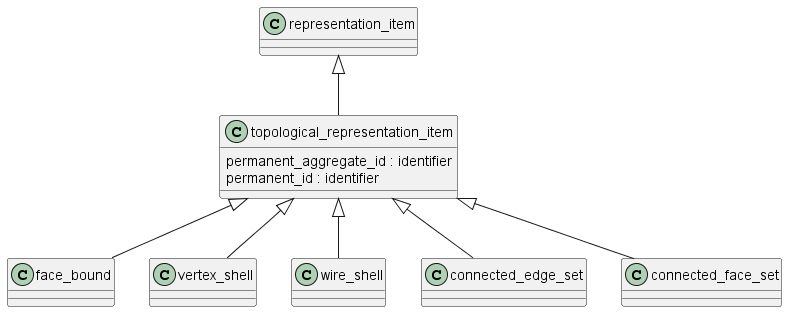 C representation_item
C topological_representation_item
permanent_aggregate_id : identifier
permanent_id : identifier
C face_bound C vertex_shell C wire_shell C connected_edge_set C connected_face_set